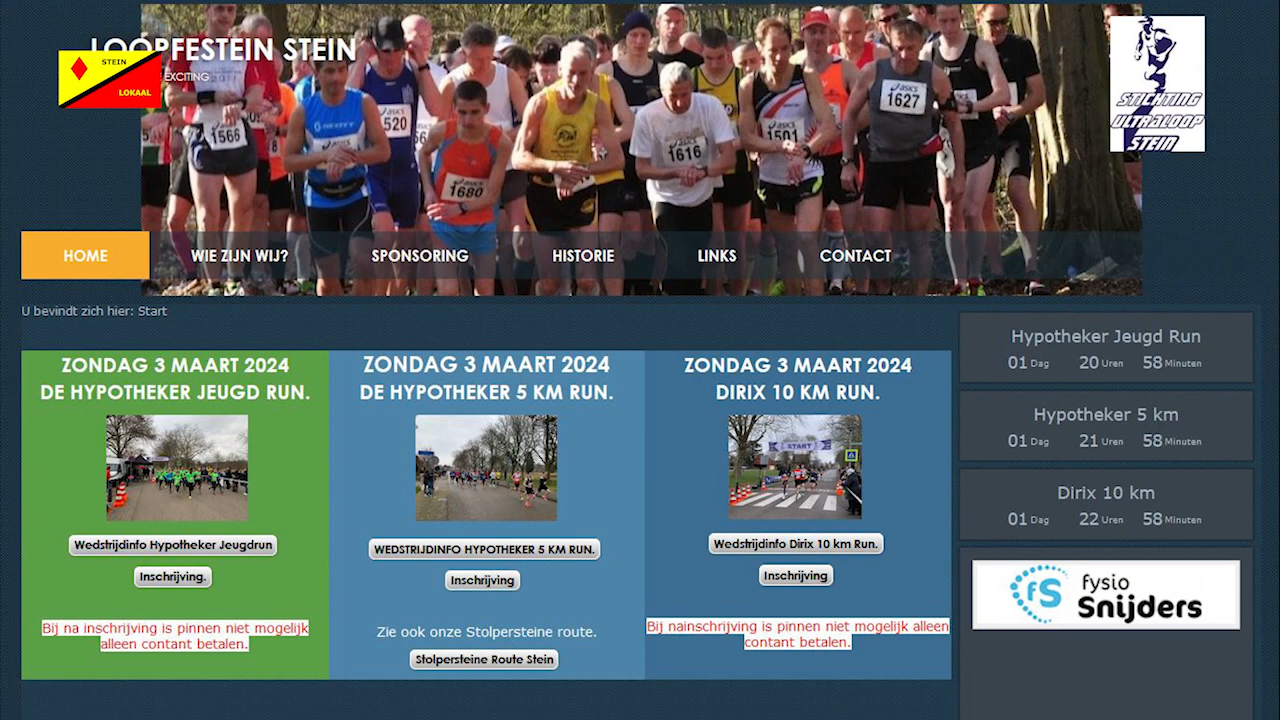 LOOPFESTEIN STEIN
EXCITING
STEIN
LOKAAL
STICHTING
ULTRALOOP
STEIN
1566
520
asics
1680
asics
1616
asics
1501
asics
1627
HOME
WIE ZIJN WIJ?
SPONSORING
HISTORIE
LINKS
CONTACT
U bevindt zich hier: Start
ZONDAG 3 MAART 2024
DE HYPOTHEKER JEUGD RUN.
Wedstrijdinfo Hypotheker Jeugdrun
Inschrijving.
Bij na inschrijving is pinnen niet mogelijk
alleen contant betalen.
ZONDAG 3 MAART 2024
DE HYPOTHEKER 5 KM RUN.
WEDSTRIJDINFO HYPOTHEKER 5 KM RUN.
Inschrijving
Zie ook onze Stolpersteine route.
Stolpersteine Route Stein
ZONDAG 3 MAART 2024
DIRIX 10 KM RUN.
START
Wedstrijdinfo Dirix 10 km Run.
Inschrijving
Bij nainschrijving is pinnen niet mogelijk alleen
contant betalen.
Hypotheker Jeugd Run
01 Dag 20 Uren 58 Minuten
Hypotheker 5 km
01 Dag 21 Uren 58 Minuten
Dirix 10 km
01 Dag 22 Uren 58 Minuten
fS fysio
Snijders